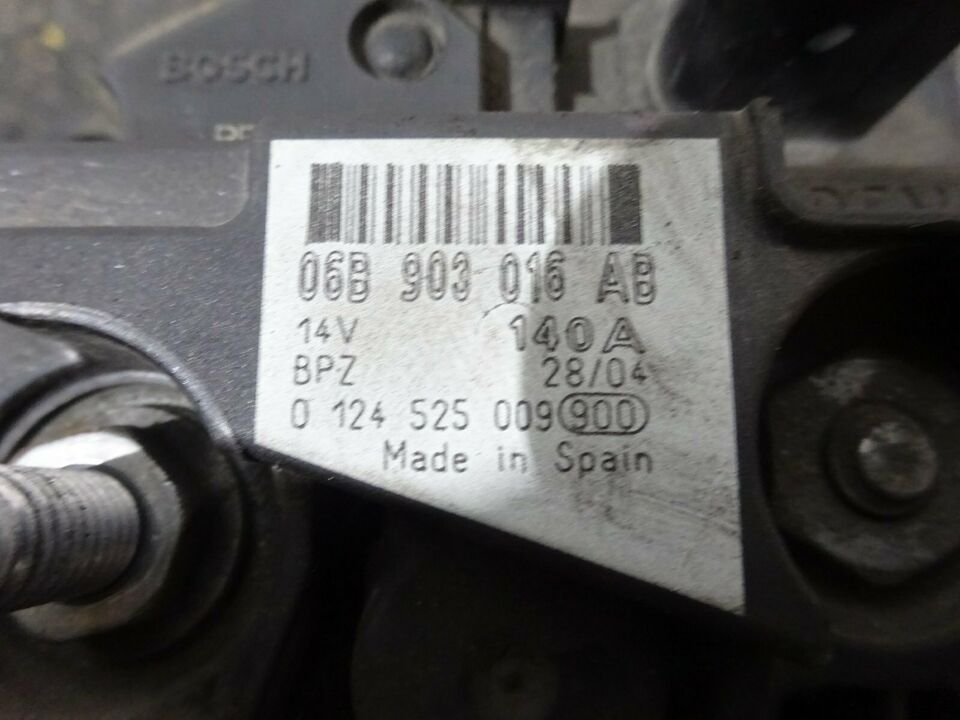 BOSCH
06B 903 016 AB
14V 140A
BPZ 28/04
0 124 525 009 900
Made in Spain